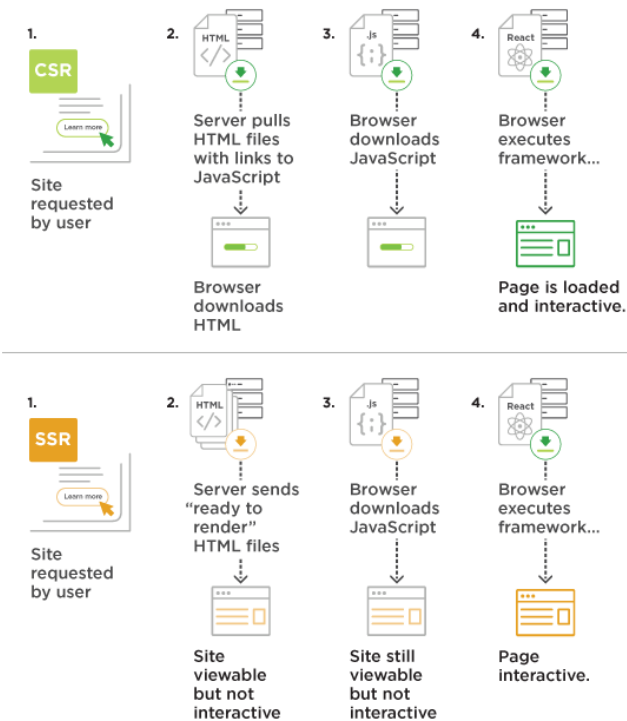 1.
CSR
Learn more
Site
requested
by user
2.
HTML
</>
Server pulls
HTML files
with links to
JavaScript
Browser
downloads
HTML
3.
.js
{:}
Browser
downloads
JavaScript
4.
React
Browser
executes
framework...
Page is loaded
and interactive.
1.
SSR
Learn more
Site
requested
by user
2.
HTML
</>
Server sends
“ready to
render”
HTML files
Site
viewable
but not
interactive
3.
.js
{:}
Browser
downloads
JavaScript
Site still
viewable
but not
interactive
4.
React
Browser
executes
framework...
Page
interactive.